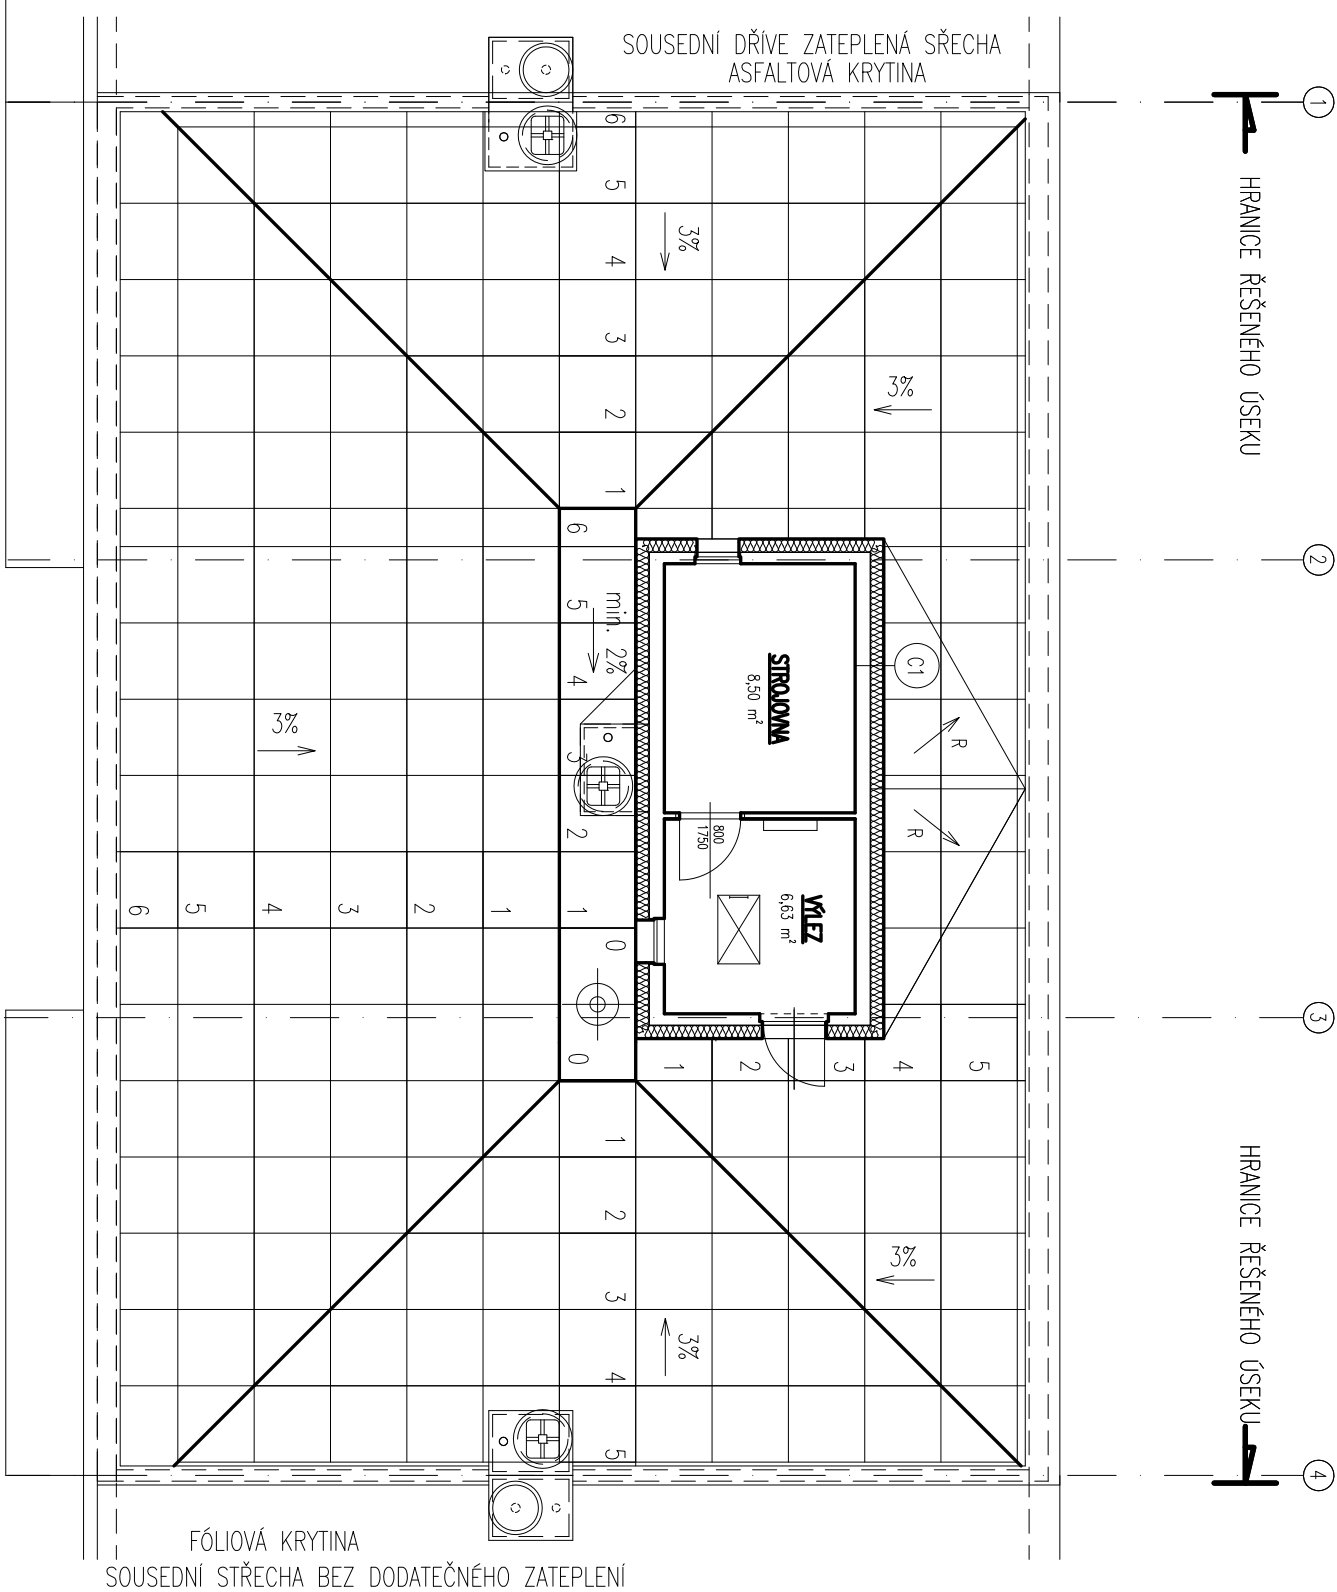 SOUSEDNÍ DŘÍVE ZATEPLENÁ SŘECHA
ASFALTOVÁ KRYTINA
1
HRANICE ŘEŠENÉHO ÚSEKU
6
5
4
3
2
1
3%
3%
2
6
5
4
3
2
1
0
0
min. 2%
STROJOVNA
8,50 m²
C1
R
R
3%
800
1750
VÝLEZ
6,63 m²
6
5
4
3
2
1
3
1
2
3
4
5
1
2
3
4
5
3%
3%
HRANICE ŘEŠENÉHO ÚSEKU
4
FÓLIOVÁ KRYTINA
SOUSEDNÍ STŘECHA BEZ DODATEČNÉHO ZATEPLENÍ